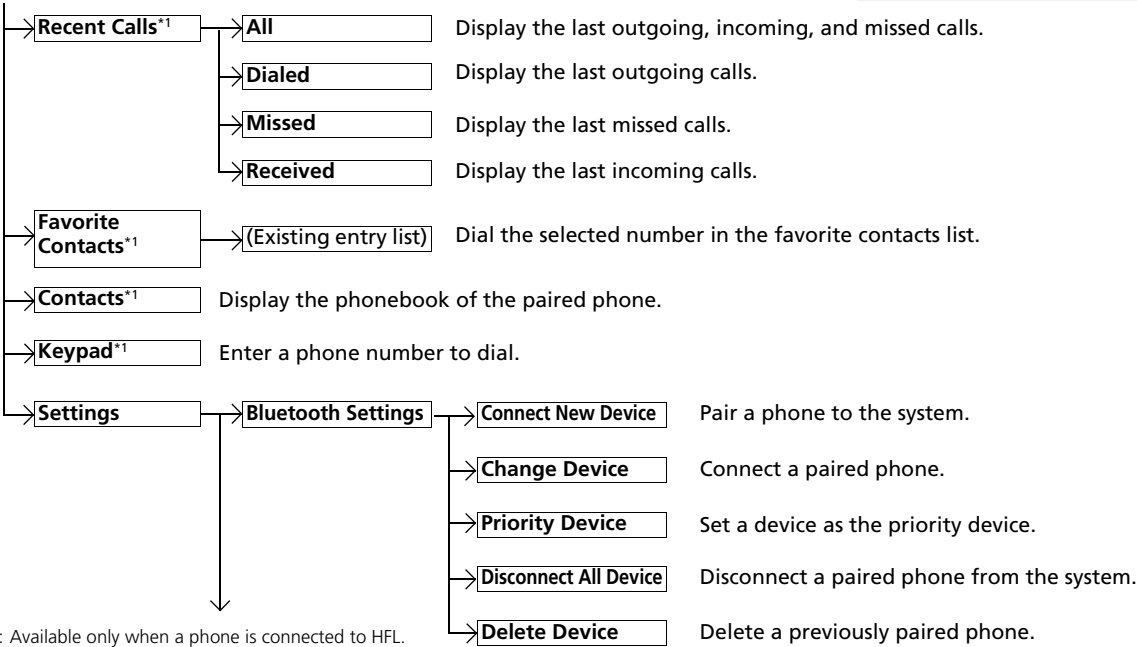 Recent Calls*1
All
Display the last outgoing, incoming, and missed calls.
Dialed
Display the last outgoing calls.
Missed
Display the last missed calls.
Received
Display the last incoming calls.
Favorite
Contacts*1
(Existing entry list)
Dial the selected number in the favorite contacts list.
Contacts*1
Display the phonebook of the paired phone.
Keypad*1
Enter a phone number to dial.
Settings
Bluetooth Settings
Connect New Device
Pair a phone to the system.
Change Device
Connect a paired phone.
Priority Device
Set a device as the priority device.
Disconnect All Device
Disconnect a paired phone from the system.
Delete Device
Delete a previously paired phone.
: Available only when a phone is connected to HFL.